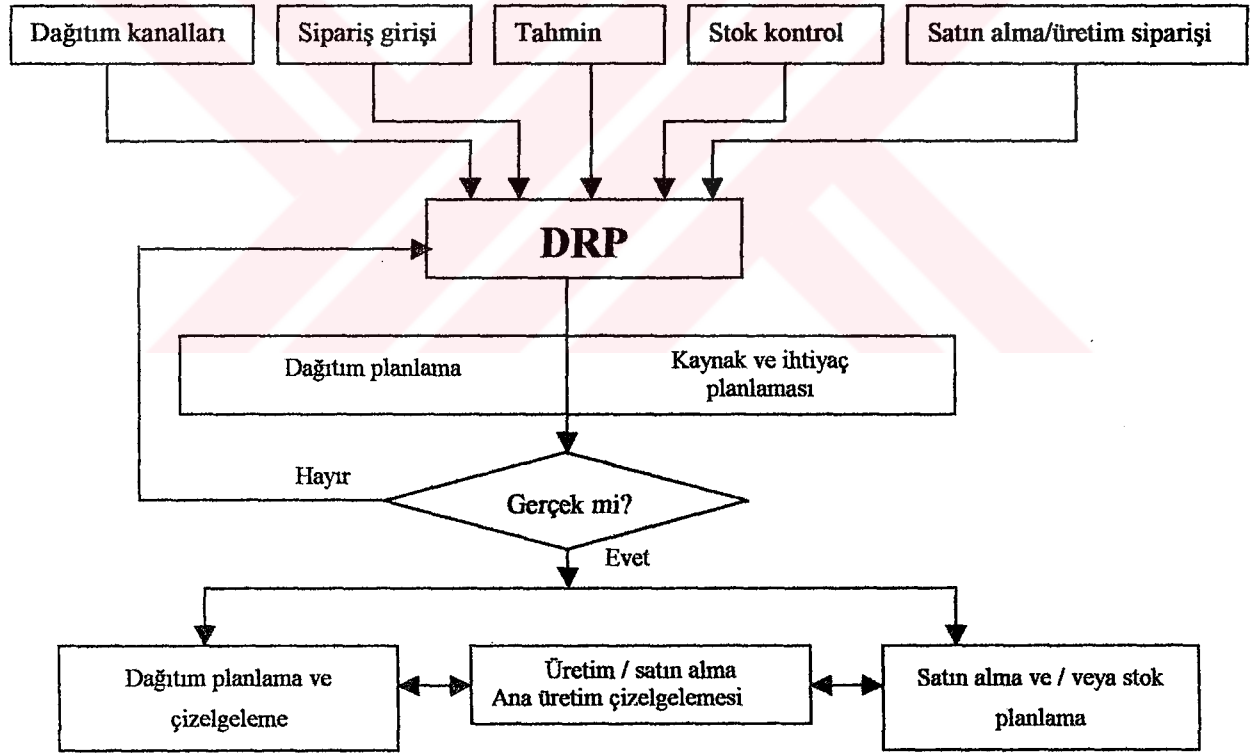 Dağıtım kanalları
Sipariş girişi
Tahmin
Stok kontrol
Satın alma/üretim siparişi
DRP
Dağıtım planlama
Kaynak ve ihtiyaç
planlaması
Hayır
Gerçek mi?
Evet
Dağıtım planlama ve
çizelgeleme
Üretim / satın alma
Ana üretim çizelgelemesi
Satın alma ve / veya stok
planlama